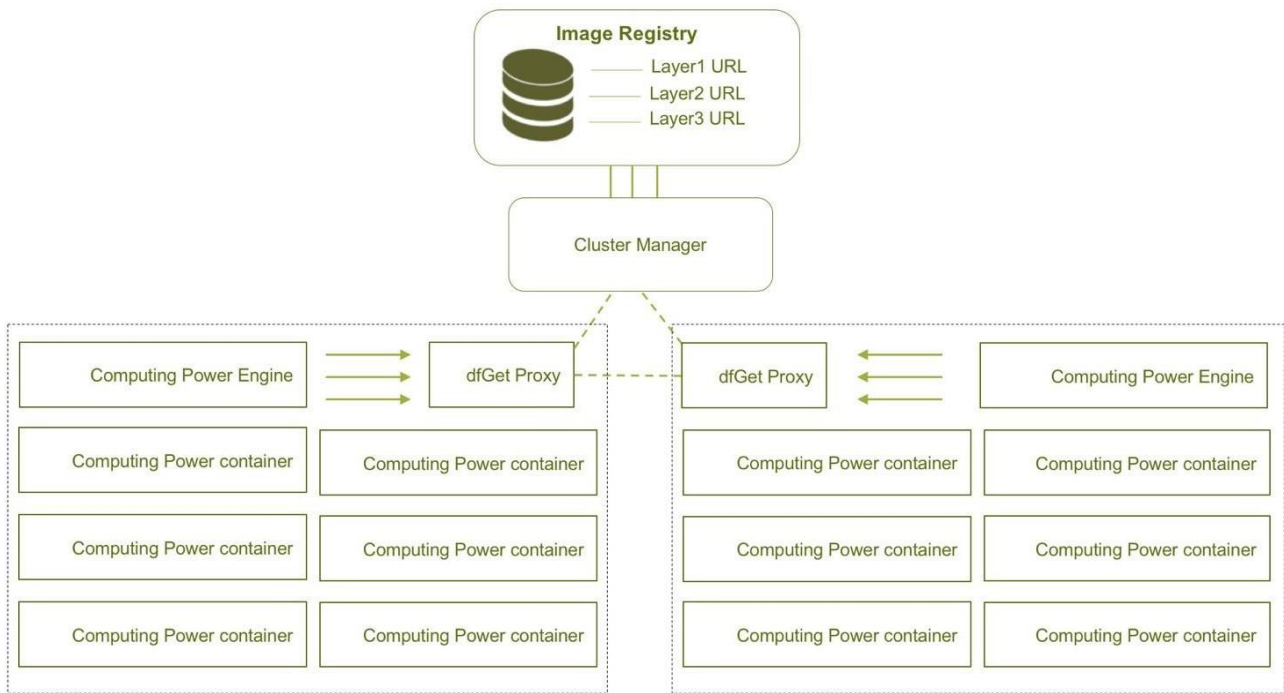 Image Registry
Layer1 URL
Layer2 URL
Layer3 URL
Cluster Manager
Computing Power Engine
dfGet Proxy
Computing Power container
Computing Power container
Computing Power container
Computing Power container
Computing Power container
Computing Power container
dfGet Proxy
Computing Power Engine
Computing Power container
Computing Power container
Computing Power container
Computing Power container
Computing Power container
Computing Power container